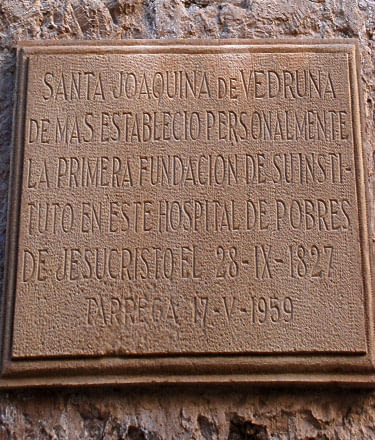 SANTA JOAQUINA DE VEDRUNA
DE MAS ESTABLECIO PERSONALMENTE
LA PRIMERA FUNDACION DE SU INSTI-
TUTO EN ESTE HOSPITAL DE POBRES
DE JESUCRISTO EL 28-IX-1827
TARREGA 17-V-1959